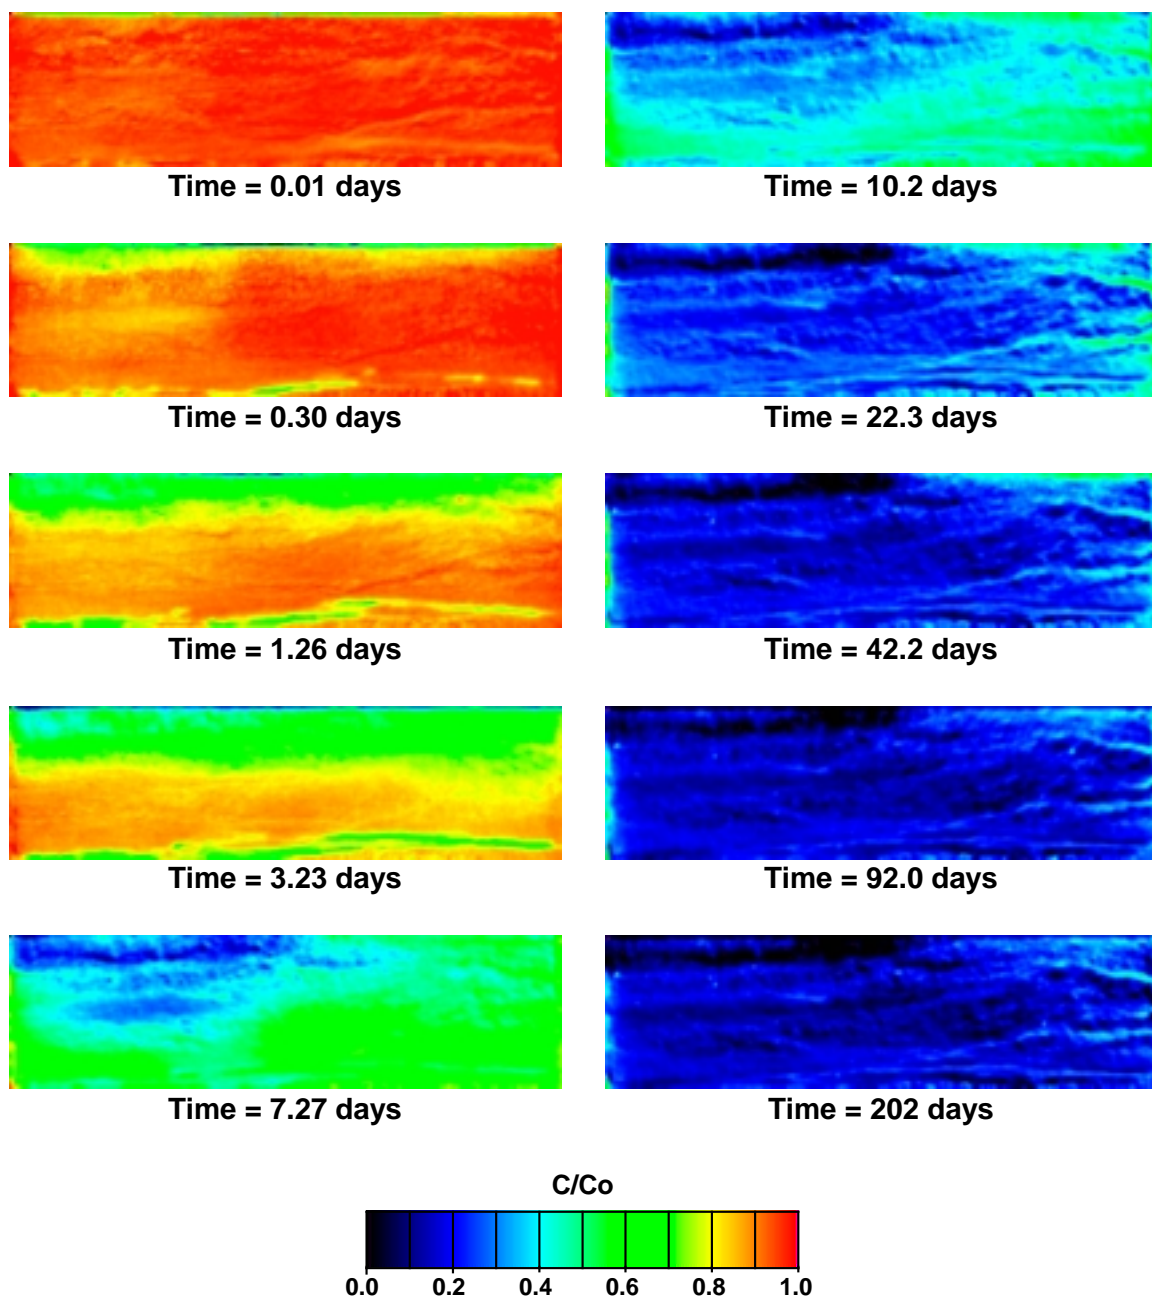 Time = 0.01 days
Time = 10.2 days
Time = 0.30 days
Time = 22.3 days
Time = 1.26 days
Time = 42.2 days
Time = 3.23 days
Time = 92.0 days
Time = 7.27 days
Time = 202 days
C/Co
0.0 0.2 0.4 0.6 0.8 1.0